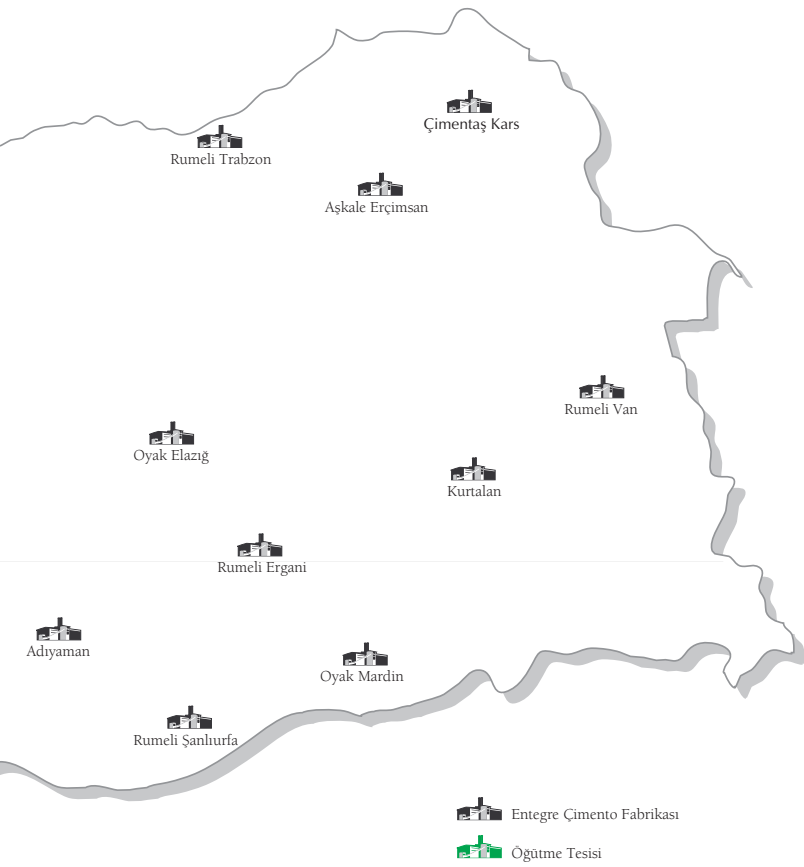 Çimentaş Kars
Rumeli Trabzon
Aşkale Erçimsan
Rumeli Van
Oyak Elazığ
Kurtalan
Rumeli Ergani
Adıyaman
Oyak Mardin
Rumeli Şanlıurfa
Entegre Çimento Fabrikası
Öğütme Tesisi